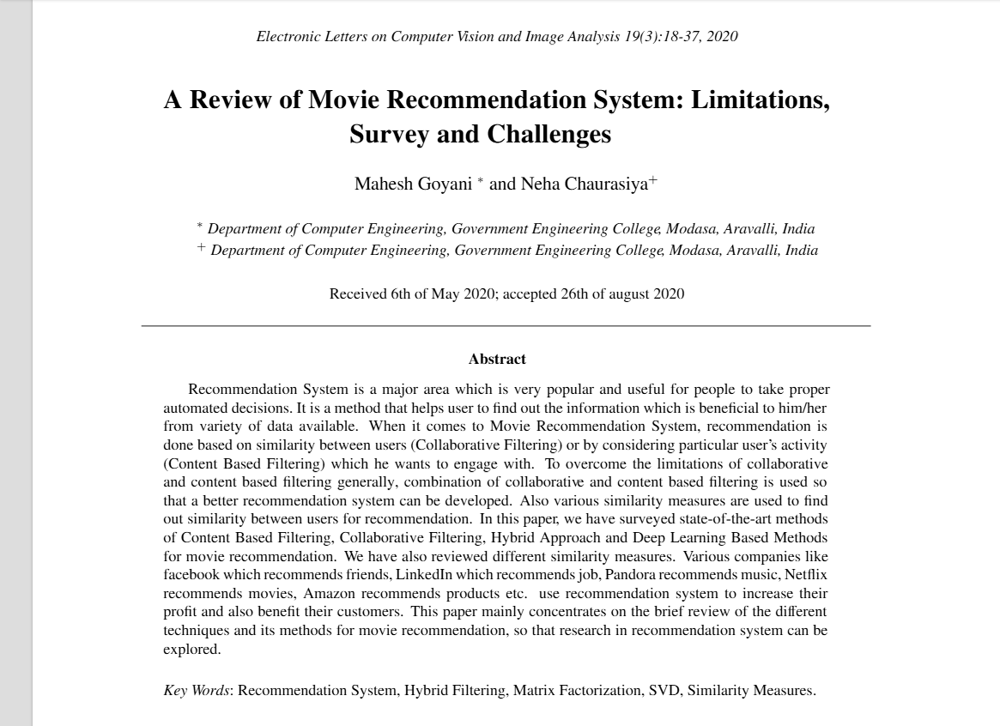 Electronic Letters on Computer Vision and Image Analysis 19(3):18-37, 2020
A Review of Movie Recommendation System: Limitations,
Survey and Challenges
Mahesh Goyani * and Neha Chaurasiya+
* Department of Computer Engineering, Government Engineering College, Modasa, Aravalli, India
+ Department of Computer Engineering, Government Engineering College, Modasa, Aravalli, India
Received 6th of May 2020; accepted 26th of august 2020
Abstract
Recommendation System is a major area which is very popular and useful for people to take proper
automated decisions. It is a method that helps user to find out the information which is beneficial to him/her
from variety of data available. When it comes to Movie Recommendation System, recommendation is
done based on similarity between users (Collaborative Filtering) or by considering particular user's activity
(Content Based Filtering) which he wants to engage with. To overcome the limitations of collaborative
and content based filtering generally, combination of collaborative and content based filtering is used so
that a better recommendation system can be developed. Also various similarity measures are used to find
out similarity between users for recommendation. In this paper, we have surveyed state-of-the-art methods
of Content Based Filtering, Collaborative Filtering, Hybrid Approach and Deep Learning Based Methods
for movie recommendation. We have also reviewed different similarity measures. Various companies like
facebook which recommends friends, LinkedIn which recommends job, Pandora recommends music, Netflix
recommends movies, Amazon recommends products etc. use recommendation system to increase their
profit and also benefit their customers. This paper mainly concentrates on the brief review of the different
techniques and its methods for movie recommendation, so that research in recommendation system can be
explored.
Key Words: Recommendation System, Hybrid Filtering, Matrix Factorization, SVD, Similarity Measures.